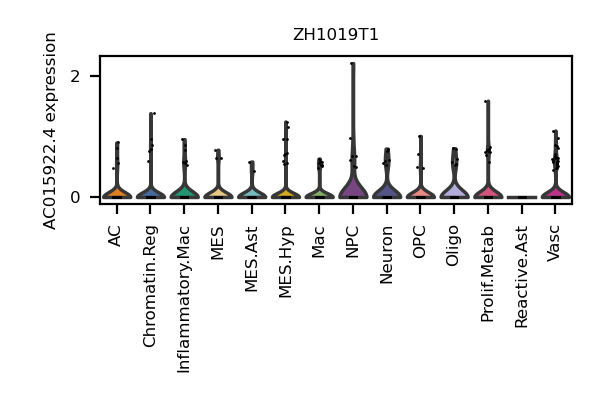 ZH1019T1
AC015922.4 expression
2
0
AC
Chromatin.Reg
Inflammatory.Mac
MES
MES.Ast
MES.Hyp
Mac
NPC
Neuron
OPC
Oligo
Prolif.Metab
Reactive.Ast
Vasc